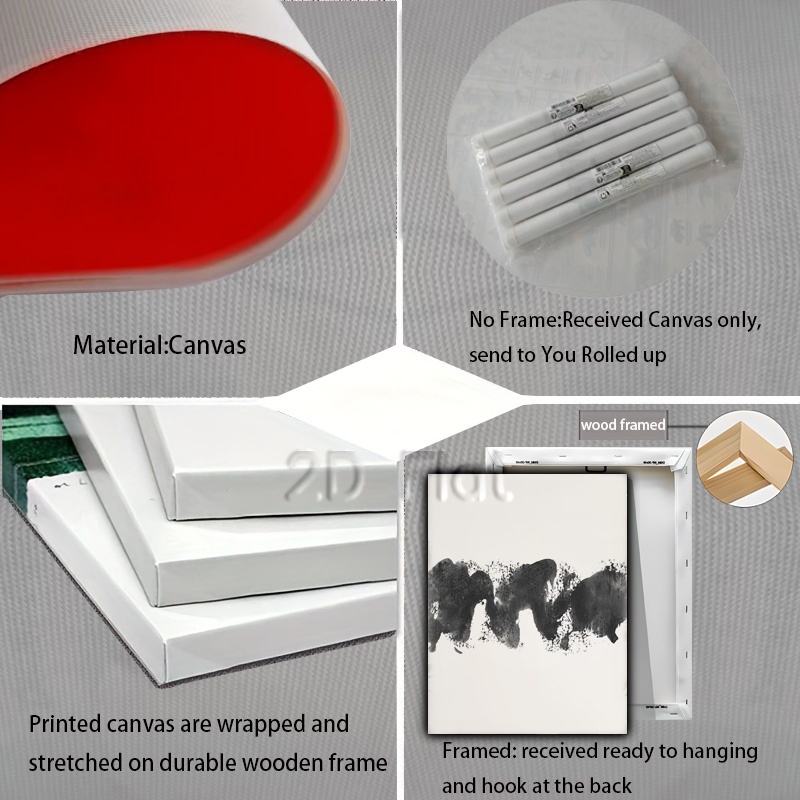 Material:Canvas
No Frame:Received Canvas only,
send to You Rolled up
wood framed
2D Flat
Printed canvas are wrapped and
stretched on durable wooden frame
Framed: received ready to hanging
and hook at the back